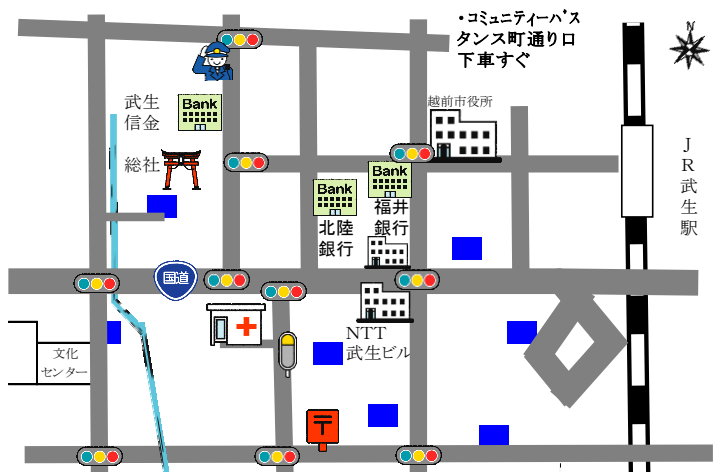 ・コミュニティーバス
タンス町通り口
下車すぐ
N
越前市役所
武生
信金
Bank
総社
Bank
Bank
北陸
銀行
福井
銀行
JR武生駅
国道
NTT
武生ビル
文化
センター
〒